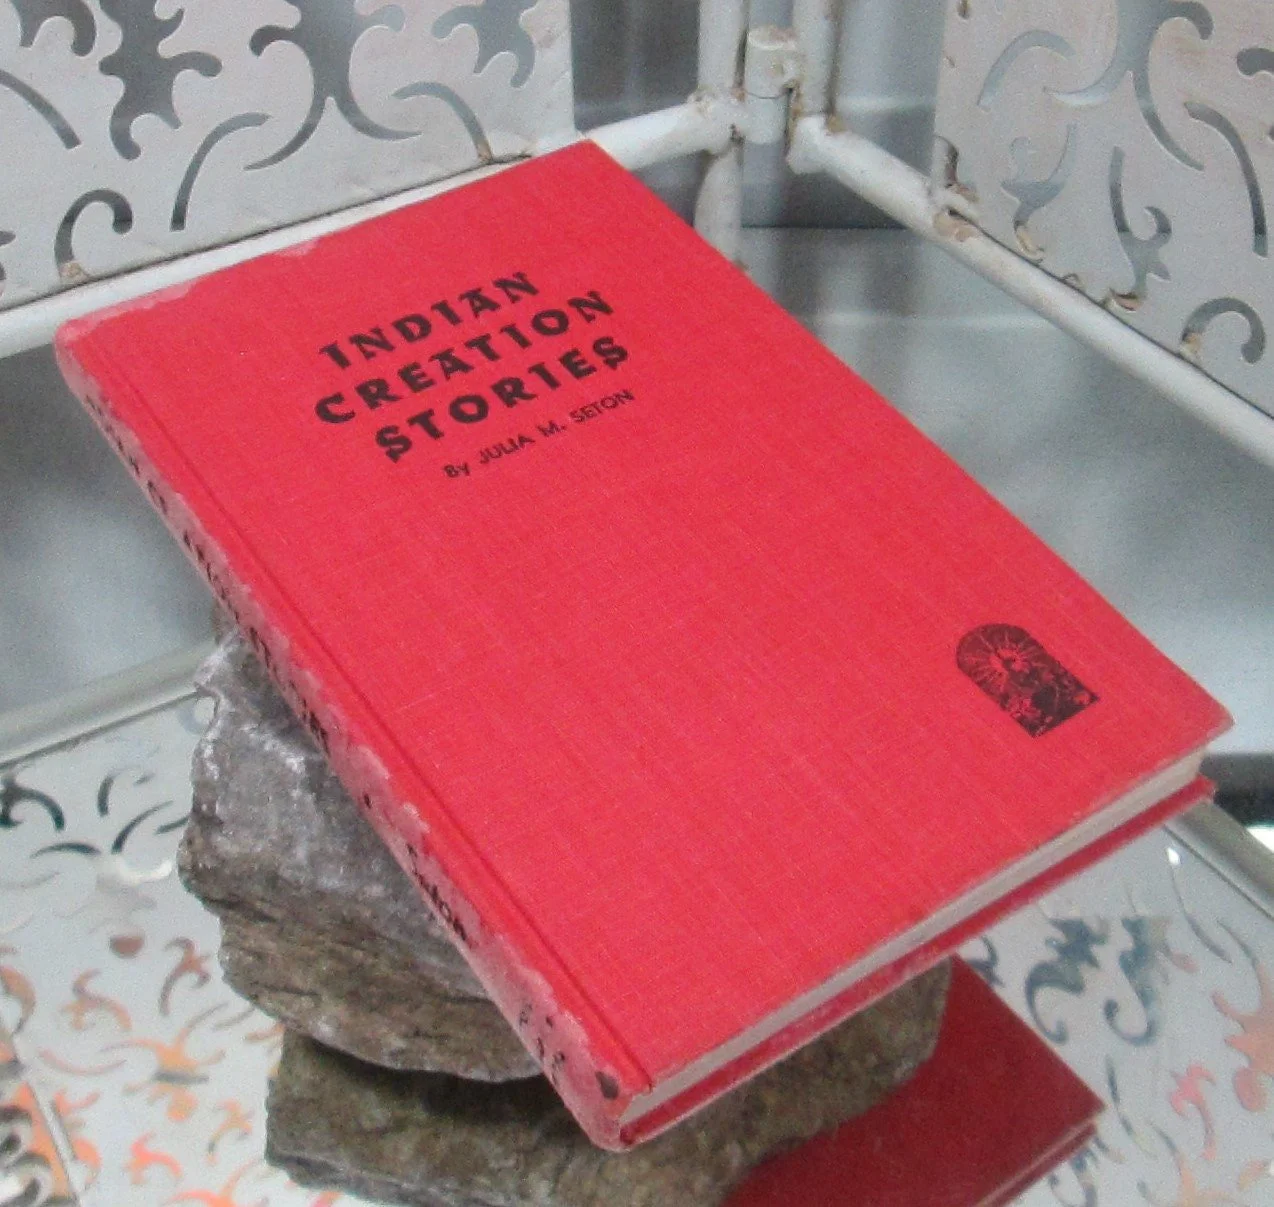 INDIAN
CREATION
STORIES
By JULIA M. SETON